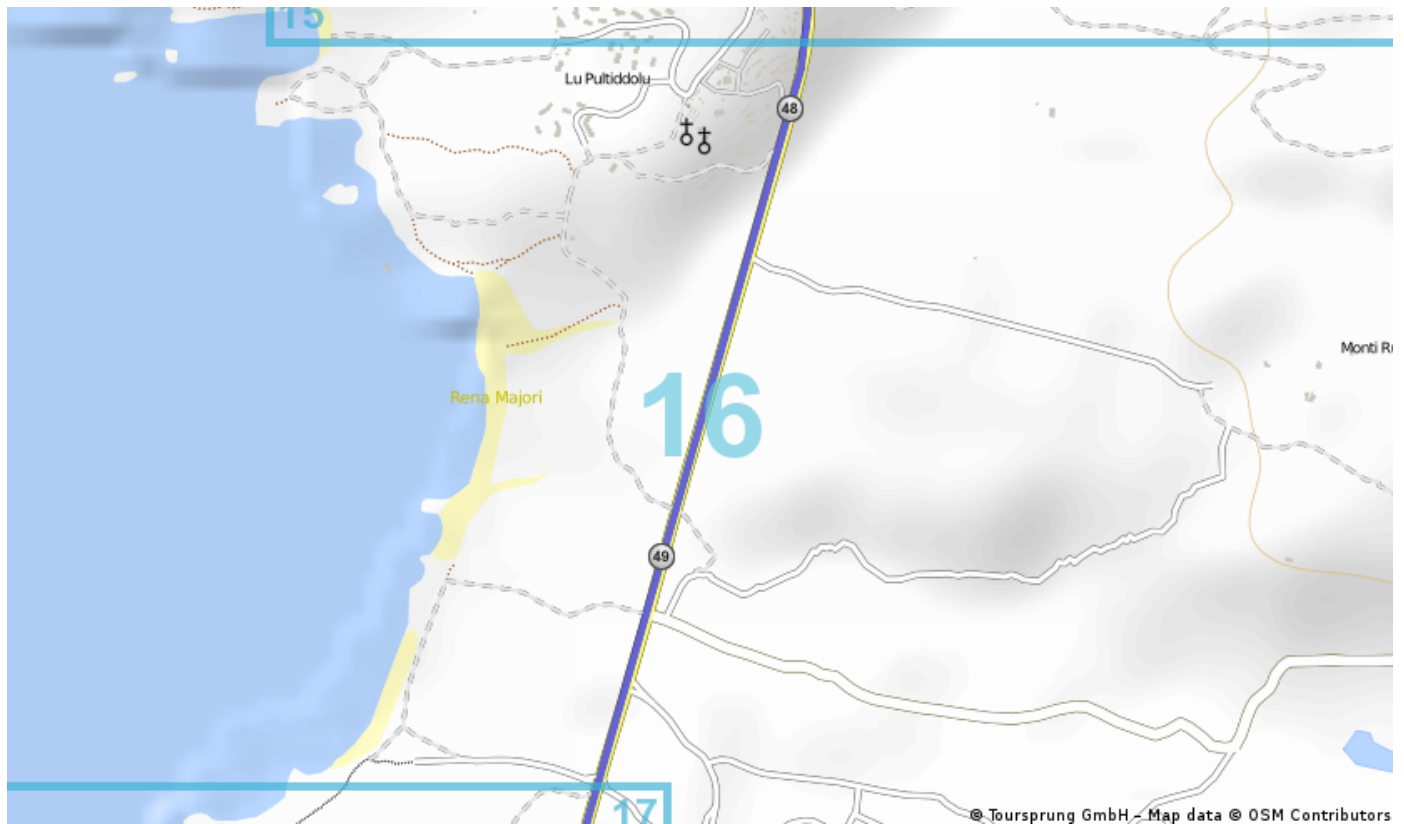 15
Lu Pultiddolu
48
Monti R
Rena Majori
16
49
17
© Toursprung GmbH – Map data © OSM Contributors